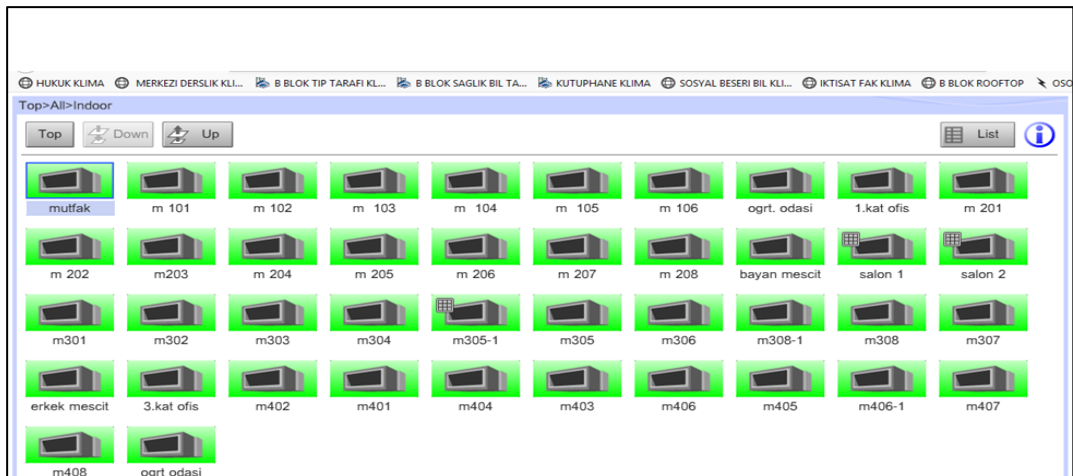 HUKUK KLIMA MERKEZI DERSLIK KLI... B BLOK TIP TARAFI KL... B BLOK SAGLIK BIL TA... KUTUPHANE KLIMA SOSYAL BESERI BIL KLI... IKTISAT FAK KLIMA B BLOK ROOFTOP OSO
Top>All>Indoor
Top Down Up List
mutfak m 101 m 102 m 103 m 104 m 105 m 106 ogrt. odasi 1.kat ofis m 201
m 202 m203 m 204 m 205 m 206 m 207 m 208 bayan mescit salon 1 salon 2
m301 m302 m303 m304 m305-1 m305 m306 m308-1 m308 m307
erkek mescit 3.kat ofis m402 m401 m404 m403 m406 m405 m406-1 m407
m408 ogrt odasi